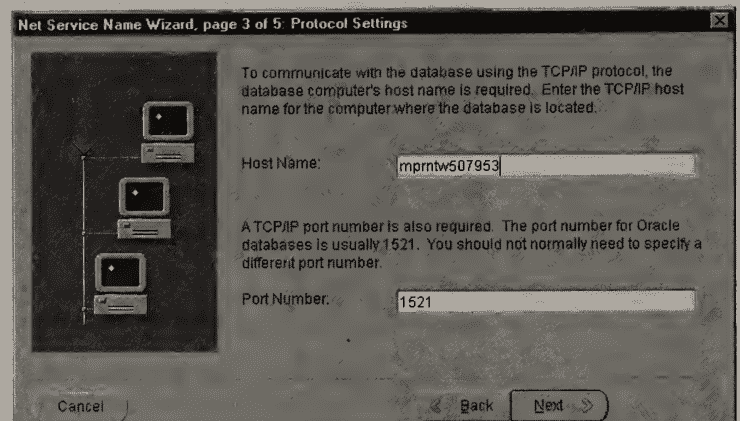 Net Service Name Wizard, page 3 of 5: Protocol Settings
To communicate with the database using the TCP/IP protocol, the
database computer's host name is required. Enter the TCP/IP host
name for the computer where the database is located.
Host Name:
mprntw507953
A TCP/IP port number is also required. The port number for Oracle
databases is usually 1521. You should not normally need to specify a
different port number.
Port Number:
1521
Cancel
Back
Next